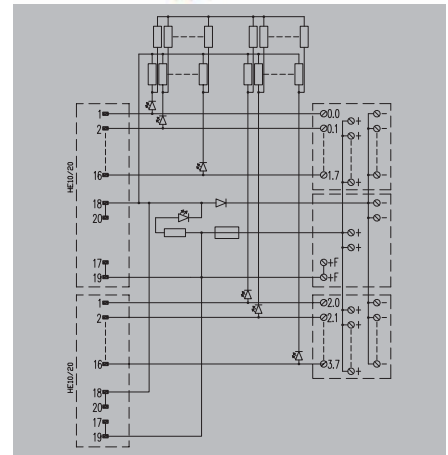 1 0.0 -
2 0.1 +
+
-
16 1.7 -
+
18 -
20 -
+
+
17 +F
19 +F
HE10/20
1 2.0 -
2 2.1 +
+
-
16 3.7 -
+
18
20
17
19
HE10/20